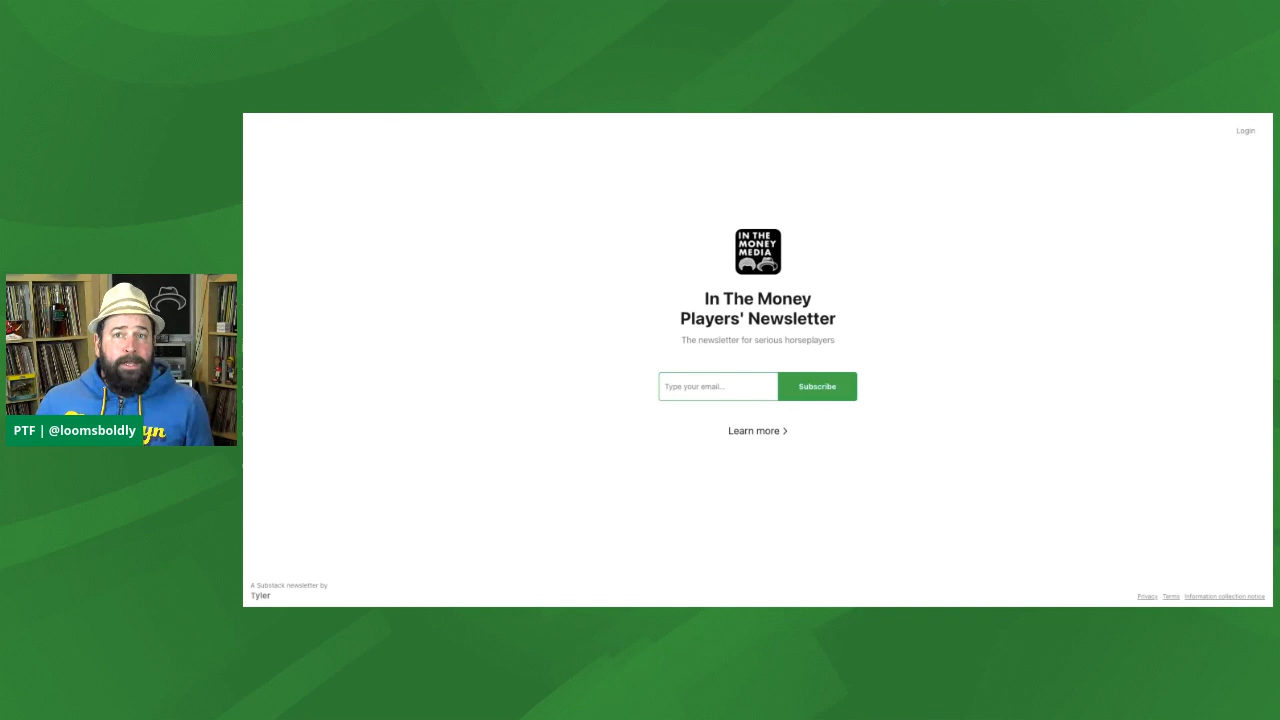 Login
IN THE
MONEY
MEDIA
In The Money
Players' Newsletter
The newsletter for serious horseplayers
Type your email...
Subscribe
Learn more >
PTF | @loomsboldly
yn
A Substack newsletter by
Tyler
Privacy Terms Information collection notice